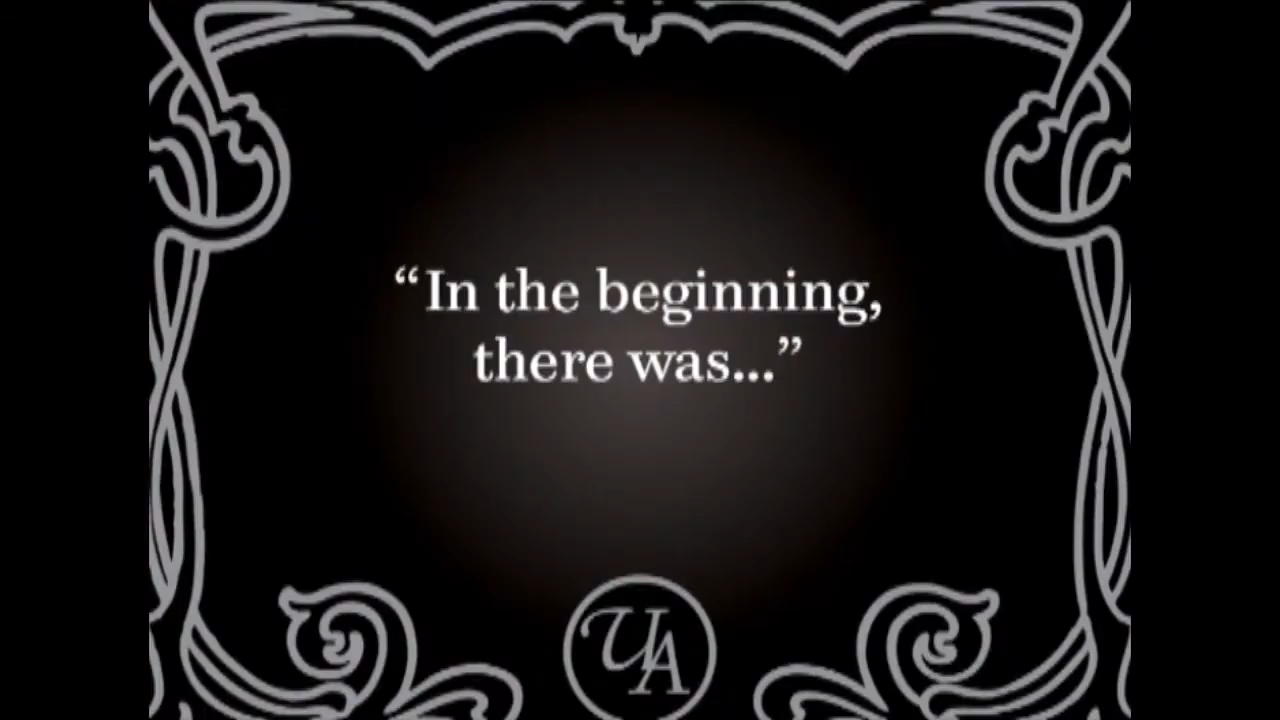 “In the beginning,
there was...”
UA